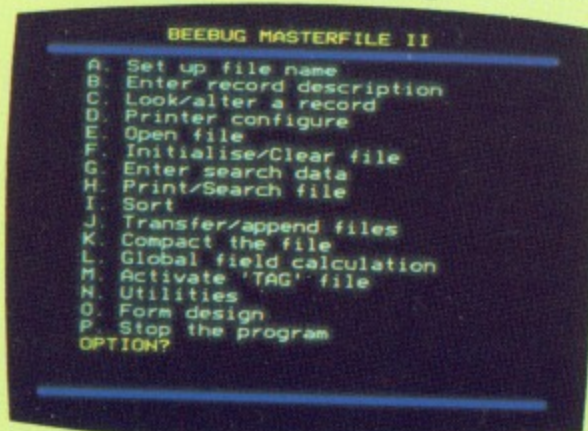 BEEBUG MASTERFILE II
A. Set up file name
B. Enter record description
C. Look/alter a record
D. Printer configure
E. Open file
F. Initialise/Clear file
G. Enter search data
H. Print/Search file
I. Sort
J. Transfer/append files
K. Compact the file
L. Global field calculation
M. Activate 'TAG' file
N. Utilities
O. Form design
P. Stop the program
OPTION?